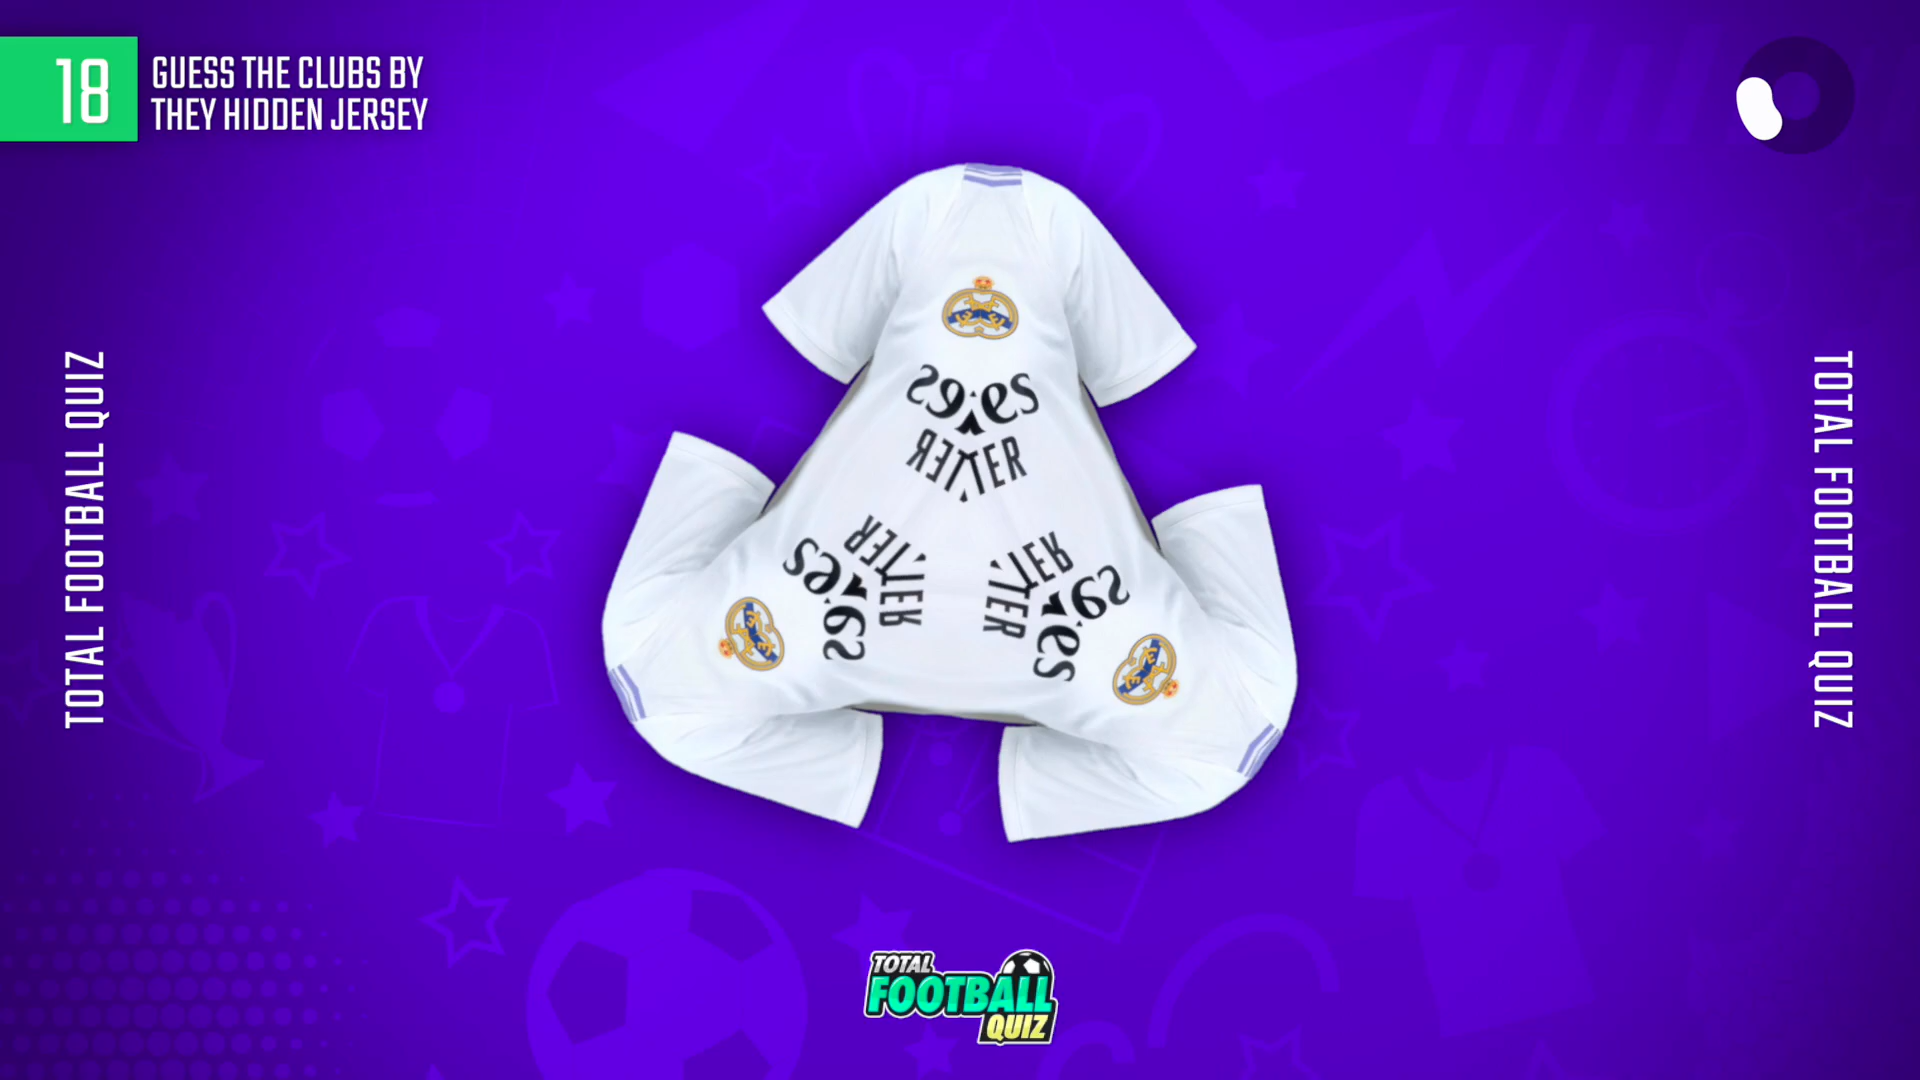 18
GUESS THE CLUBS BY
THEY HIDDEN JERSEY
TOTAL FOOTBALL QUIZ
TOTAL FOOTBALL QUIZ
TOTAL
FOOTBALL
QUIZ